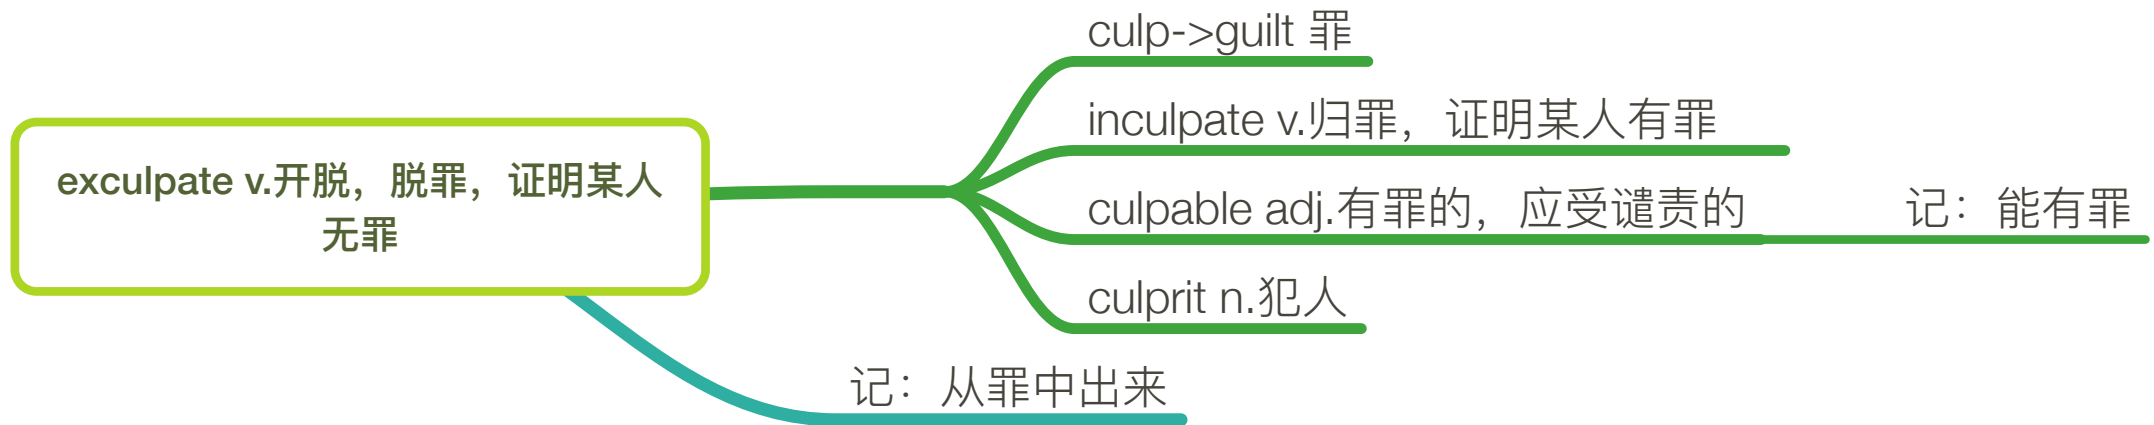 exculpate v.开脱，脱罪，证明某人
无罪
culp->guilt 罪
inculpate v.归罪，证明某人有罪
culpable adj.有罪的，应受谴责的
记：能有罪
culprit n.犯人
记：从罪中出来